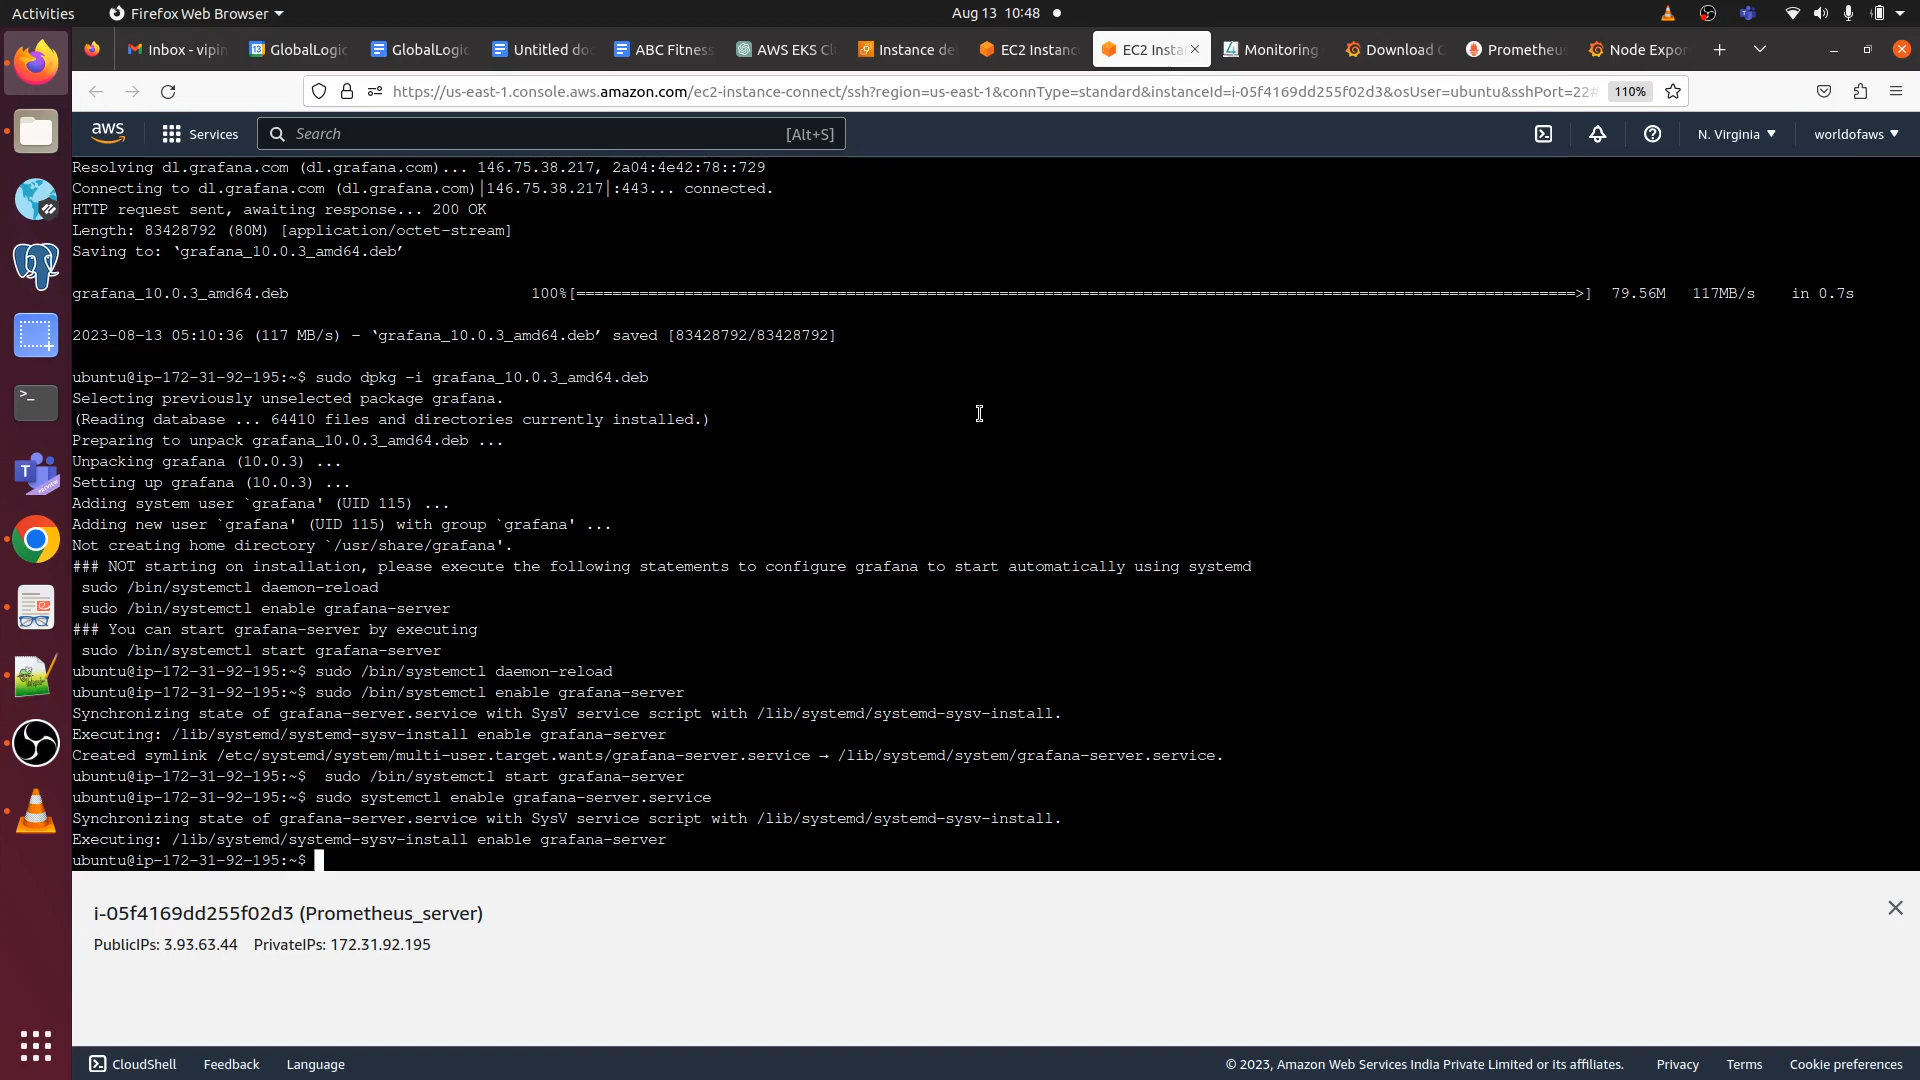 Activities
Firefox Web Browser
Aug 13 10:48
Inbox - vipin
GlobalLogic
GlobalLogic
Untitled do
ABC Fitness
AWS EKS Cl
Instance de
EC2 Instanc
EC2 Insta
Monitoring
Download
Prometheus
Node Expor
https://us-east-1.console.aws.amazon.com/ec2-instance-connect/ssh?region=us-east-1&connType=standard&instanceId=i-05f4169dd255f02d3&osUser=ubuntu&sshPort=22#
110%
aws
Services
Search
[Alt+S]
N. Virginia
worldofaws
Resolving dl.grafana.com (dl.grafana.com)... 146.75.38.217, 2a04:4e42:78::729
Connecting to dl.grafana.com (dl.grafana.com)|146.75.38.217|:443... connected.
HTTP request sent, awaiting response... 200 OK
Length: 83428792 (80M) [application/octet-stream]
Saving to: ‘grafana_10.0.3_amd64.deb’
grafana_10.0.3_amd64.deb 100%[===============================================================================================================>] 79.56M 117MB/s in 0.7s
2023-08-13 05:10:36 (117 MB/s) - ‘grafana_10.0.3_amd64.deb’ saved [83428792/83428792]
ubuntu@ip-172-31-92-195:~$ sudo dpkg -i grafana_10.0.3_amd64.deb
Selecting previously unselected package grafana.
(Reading database ... 64410 files and directories currently installed.)
Preparing to unpack grafana_10.0.3_amd64.deb ...
Unpacking grafana (10.0.3) ...
Setting up grafana (10.0.3) ...
Adding system user `grafana' (UID 115) ...
Adding new user `grafana' (UID 115) with group `grafana' ...
Not creating home directory `/usr/share/grafana'.
### NOT starting on installation, please execute the following statements to configure grafana to start automatically using systemd
 sudo /bin/systemctl daemon-reload
 sudo /bin/systemctl enable grafana-server
### You can start grafana-server by executing
 sudo /bin/systemctl start grafana-server
ubuntu@ip-172-31-92-195:~$ sudo /bin/systemctl daemon-reload
ubuntu@ip-172-31-92-195:~$ sudo /bin/systemctl enable grafana-server
Synchronizing state of grafana-server.service with SysV service script with /lib/systemd/systemd-sysv-install.
Executing: /lib/systemd/systemd-sysv-install enable grafana-server
Created symlink /etc/systemd/system/multi-user.target.wants/grafana-server.service → /lib/systemd/system/grafana-server.service.
ubuntu@ip-172-31-92-195:~$  sudo /bin/systemctl start grafana-server
ubuntu@ip-172-31-92-195:~$ sudo systemctl enable grafana-server.service
Synchronizing state of grafana-server.service with SysV service script with /lib/systemd/systemd-sysv-install.
Executing: /lib/systemd/systemd-sysv-install enable grafana-server
ubuntu@ip-172-31-92-195:~$
i-05f4169dd255f02d3 (Prometheus_server)
PublicIPs: 3.93.63.44 PrivateIPs: 172.31.92.195
CloudShell
Feedback
Language
© 2023, Amazon Web Services India Private Limited or its affiliates.
Privacy
Terms
Cookie preferences